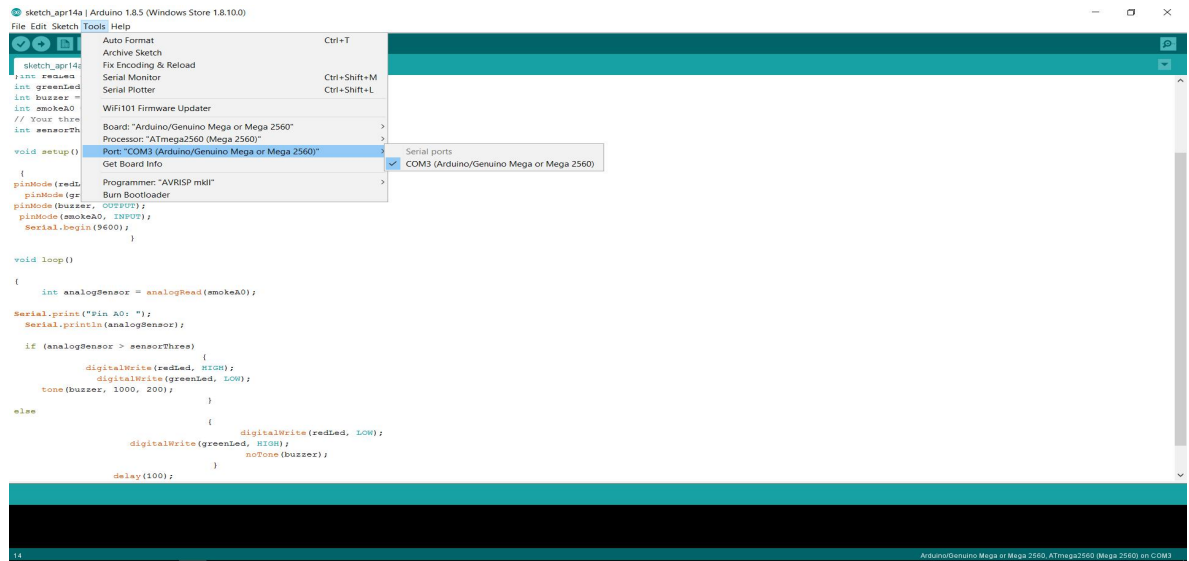 sketch_apr14a | Arduino 1.8.5 (Windows Store 1.8.10.0)
File Edit Sketch Tools Help
sketch_apr14a
Auto Format Ctrl+T
Archive Sketch
Fix Encoding & Reload
Serial Monitor Ctrl+Shift+M
Serial Plotter Ctrl+Shift+L
WiFi101 Firmware Updater
Board: "Arduino/Genuino Mega or Mega 2560"
Processor: "ATmega2560 (Mega 2560)"
Port: "COM3 (Arduino/Genuino Mega or Mega 2560)"
Get Board Info
Programmer: "AVRISP mkII"
Burn Bootloader
Serial ports
COM3 (Arduino/Genuino Mega or Mega 2560)
int redLed
int greenLed
int buzzer =
int smokeA0
// Your thre
int sensorTh
void setup()
{
pinMode(redL
pinMode(gr
pinMode(buzzer, OUTPUT);
pinMode(smokeA0, INPUT);
Serial.begin(9600);
}
void loop()
{
int analogSensor = analogRead(smokeA0);
Serial.print("Pin A0: ");
Serial.println(analogSensor);
if (analogSensor > sensorThres)
{
digitalWrite(redLed, HIGH);
digitalWrite(greenLed, LOW);
tone(buzzer, 1000, 200);
}
else
{
digitalWrite(redLed, LOW);
digitalWrite(greenLed, HIGH);
noTone(buzzer);
}
delay(100);
14
Arduino/Genuino Mega or Mega 2560, ATmega2560 (Mega 2560) on COM3